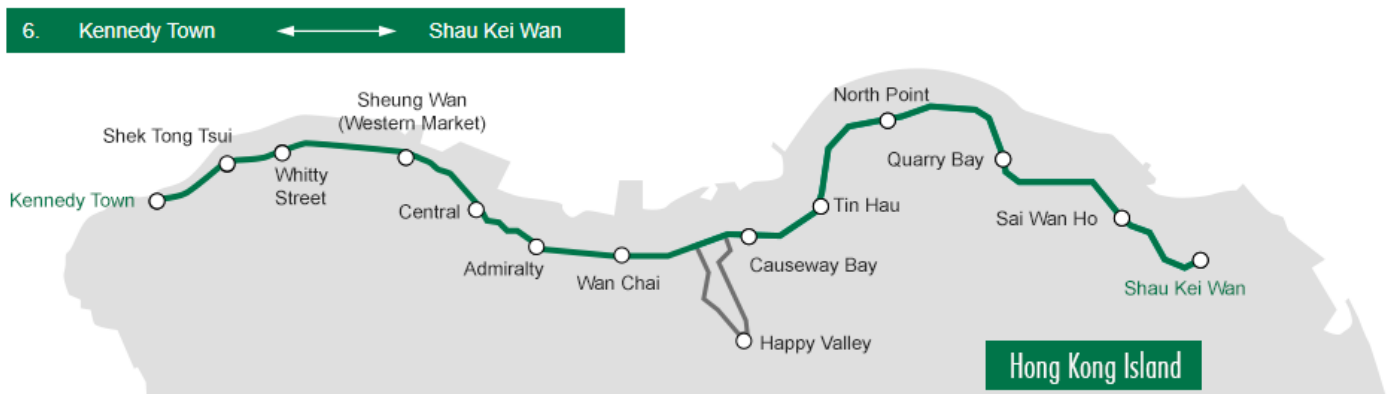 6. Kennedy Town Shau Kei Wan
Sheung Wan
(Western Market)
North Point
Shek Tong Tsui
Quarry Bay
Whitty
Street
Kennedy Town
Central
Tin Hau
Sai Wan Ho
Admiralty
Causeway Bay
Wan Chai
Shau Kei Wan
Happy Valley
Hong Kong Island